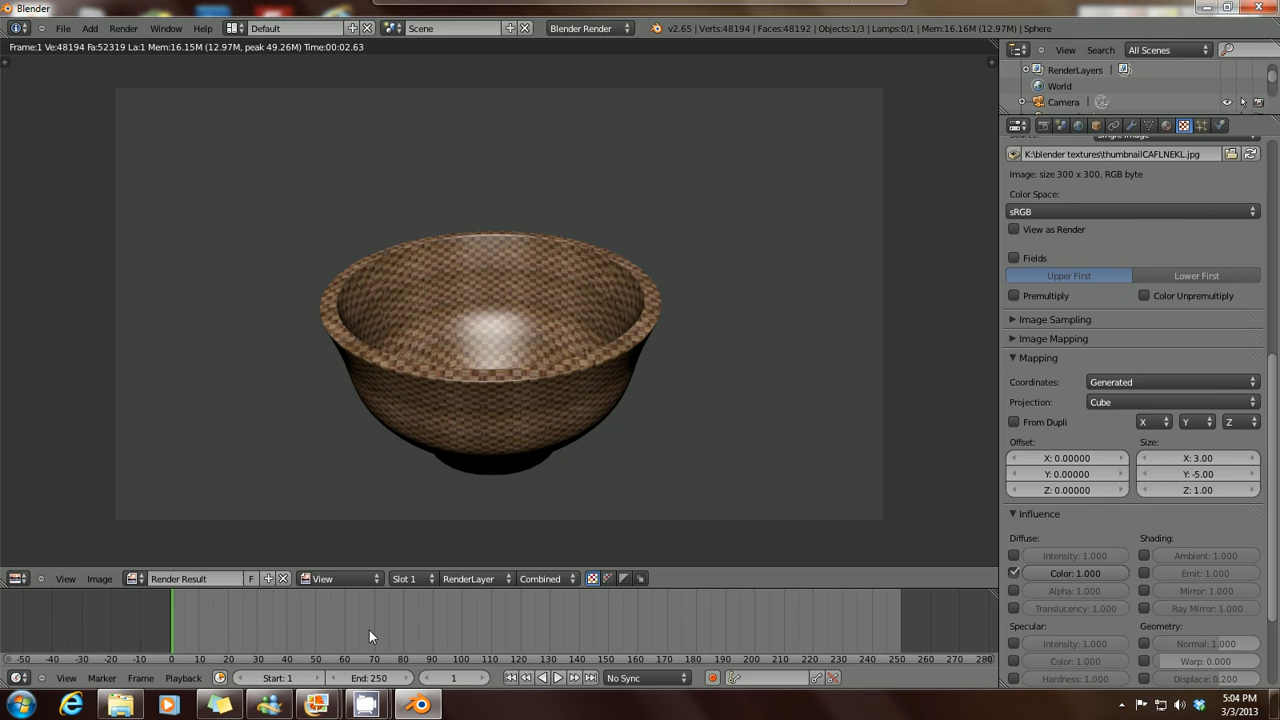 Blender
File Add Render Window Help Default Scene Blender Render v2.65 | Verts:48194 | Faces:48192 | Objects:1/3 | Lamps:0/1 | Mem:16.16M (12.97M) | Sphere
Frame:1 Ve:48194 Fa:52319 La:1 Mem:16.15M (12.97M, peak 49.26M) Time:00:02.63
View Search All Scenes
RenderLayers |
World
Camera |
K:\blender textures\thumbnailCAFLNEKL.jpg
Image: size 300 x 300, RGB byte
Color Space:
sRGB
View as Render
Fields
Upper First Lower First
Premultiply Color Unpremultiply
Image Sampling
Image Mapping
Mapping
Coordinates: Generated
Projection: Cube
From Dupli X Y Z
Offset: Size:
X: 0.00000 X: 3.00
Y: 0.00000 Y: -5.00
Z: 0.00000 Z: 1.00
Influence
Diffuse: Shading:
Intensity: 1.000 Ambient: 1.000
Color: 1.000 Emit: 1.000
Alpha: 1.000 Mirror: 1.000
Translucency: 1.000 Ray Mirror: 1.000
Specular: Geometry:
Intensity: 1.000 Normal: 1.000
Color: 1.000 Warp: 0.000
Hardness: 1.000 Displace: 0.200
View Image Render Result F View Slot 1 RenderLayer Combined
-50 -40 -30 -20 -10 0 10 20 30 40 50 60 70 80 90 100 110 120 130 140 150 160 170 180 190 200 210 220 230 240 250 260 270 280
View Marker Frame Playback Start: 1 End: 250 1 No Sync
5:04 PM
3/3/2013